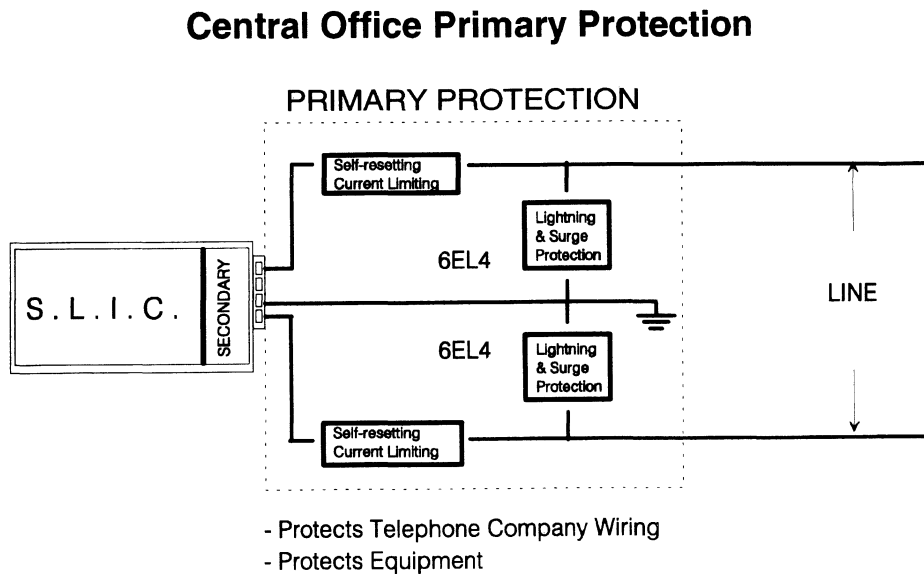 Central Office Primary Protection
PRIMARY PROTECTION
Self-resetting
Current Limiting
Lightning
& Surge
Protection
6EL4
S.L.I.C.
SECONDARY
LINE
6EL4
Lightning
& Surge
Protection
Self-resetting
Current Limiting
- Protects Telephone Company Wiring
- Protects Equipment